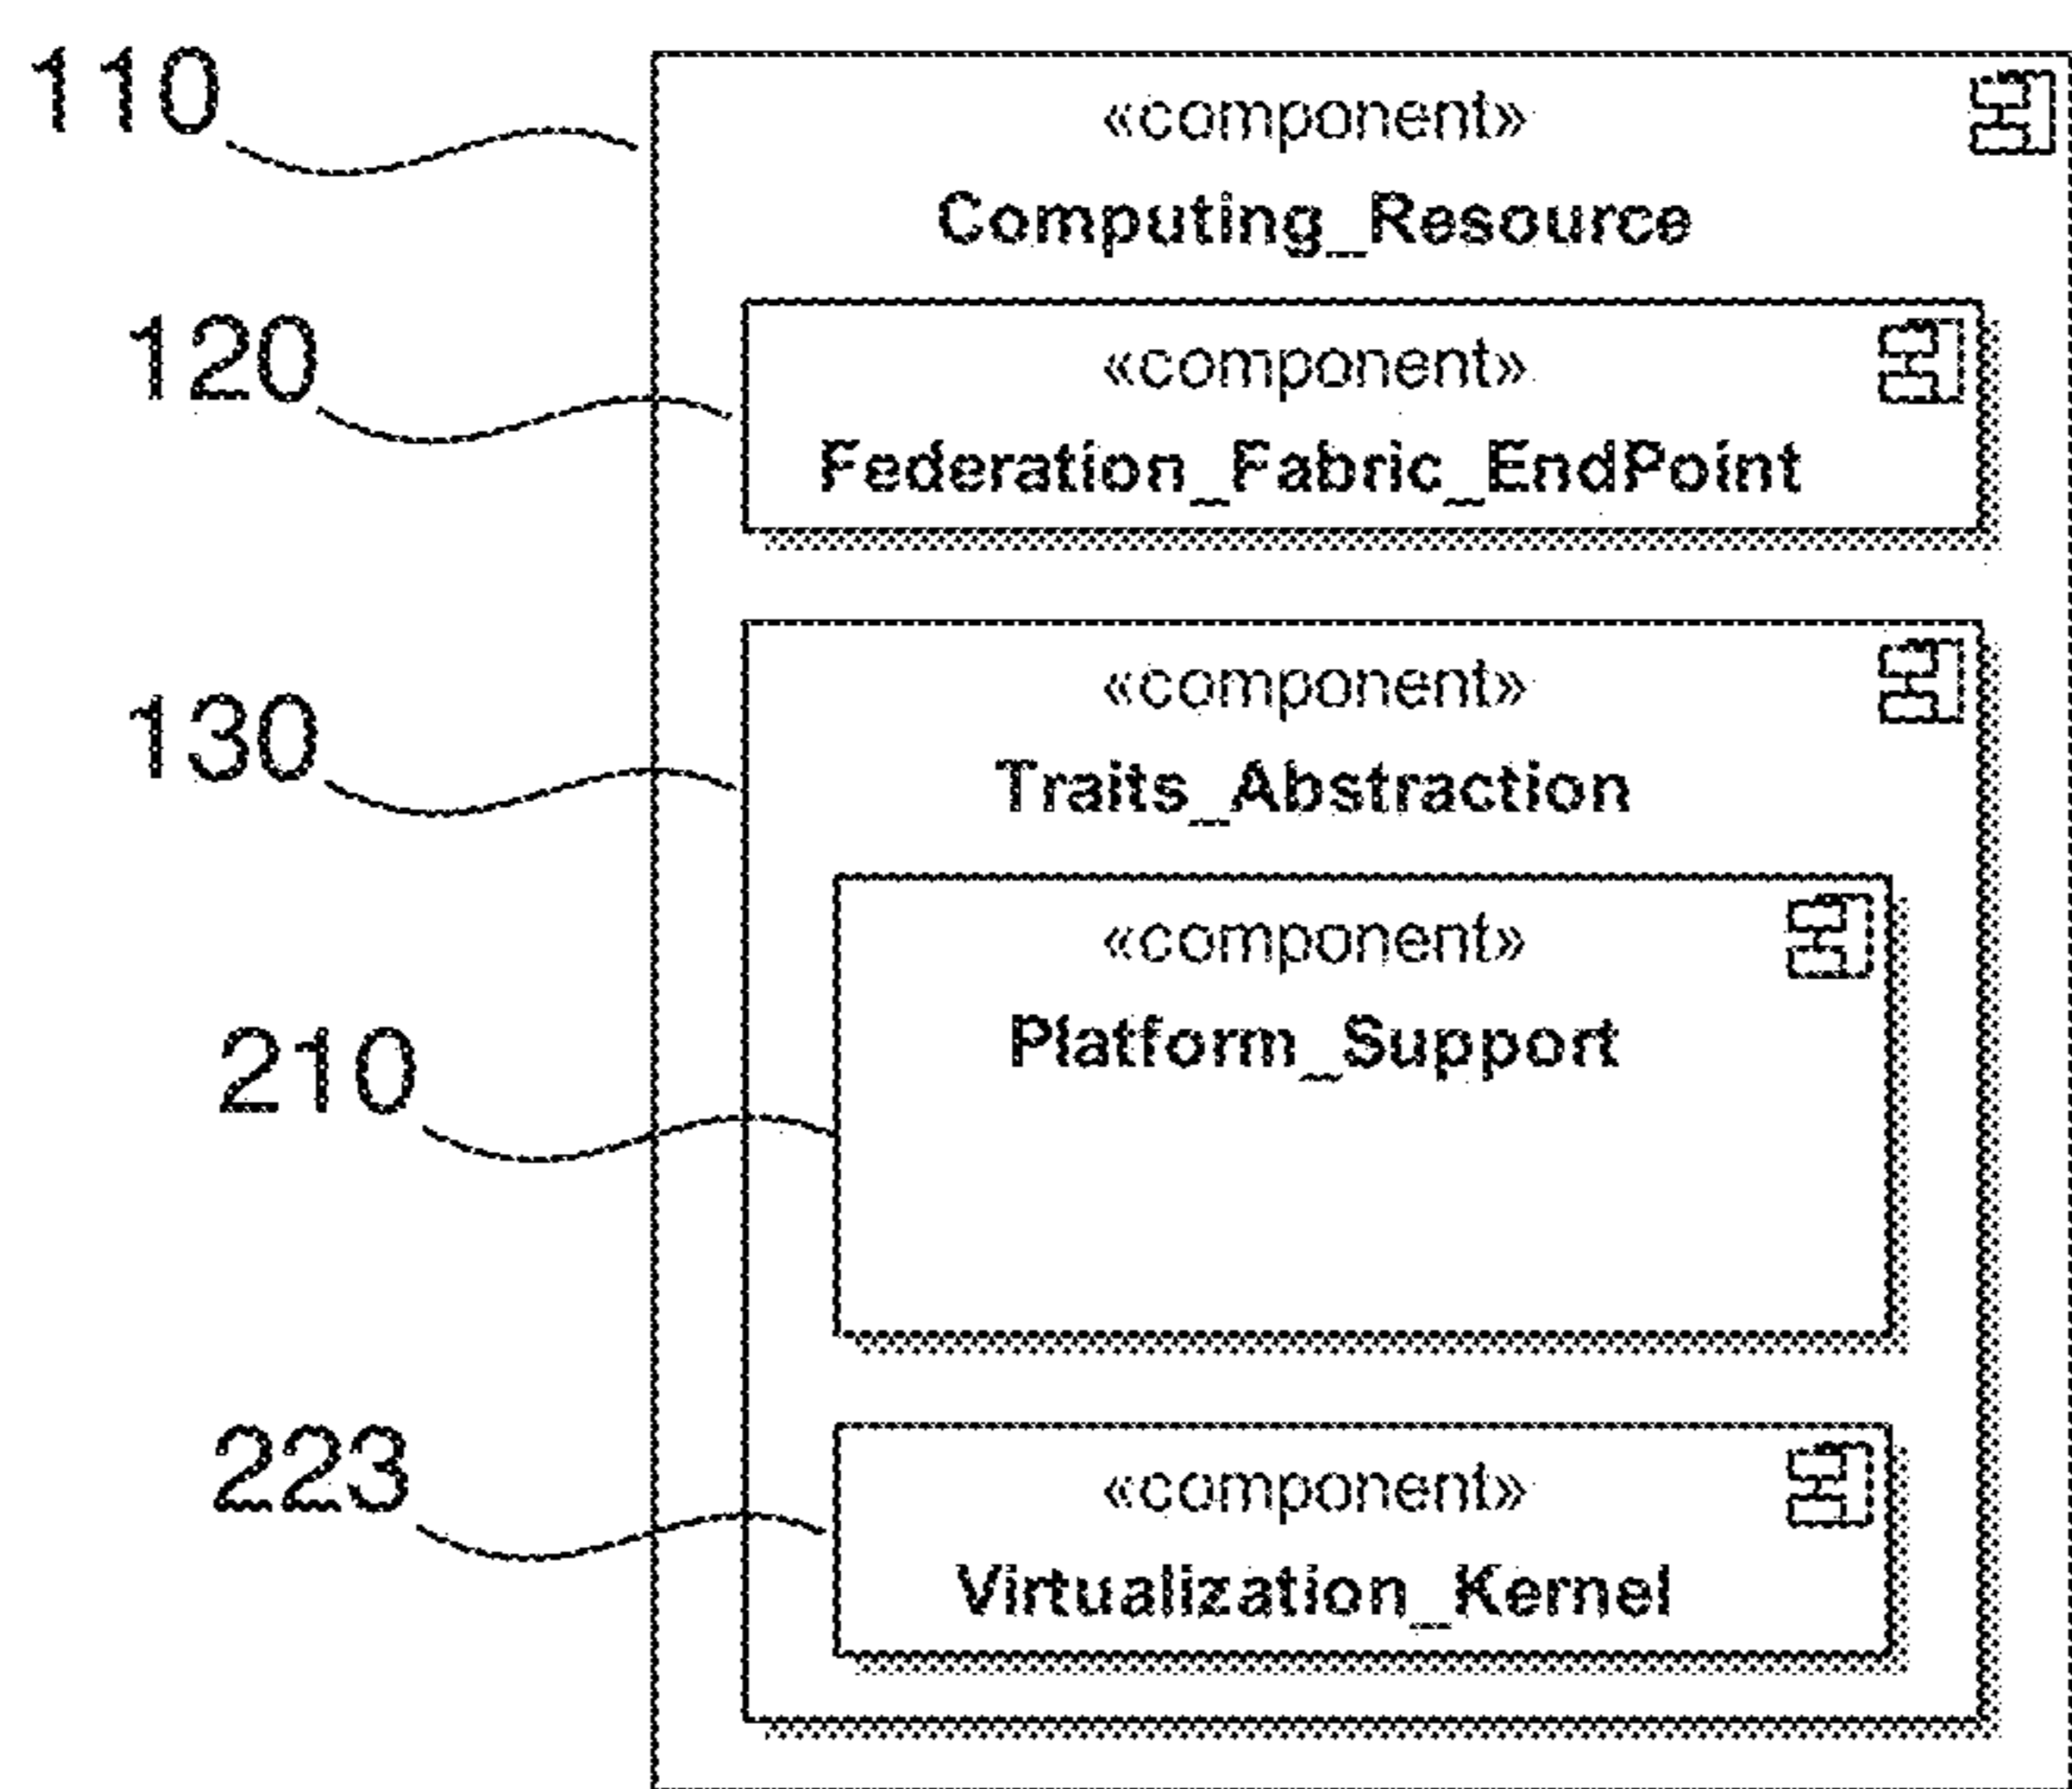 110
«component»
Computing_Resource
120
«component»
Federation_Fabric_EndPoint
130
«component»
Traits_Abstraction
«component»
210
Platform_Support
223
«component»
Virtualization_Kernel